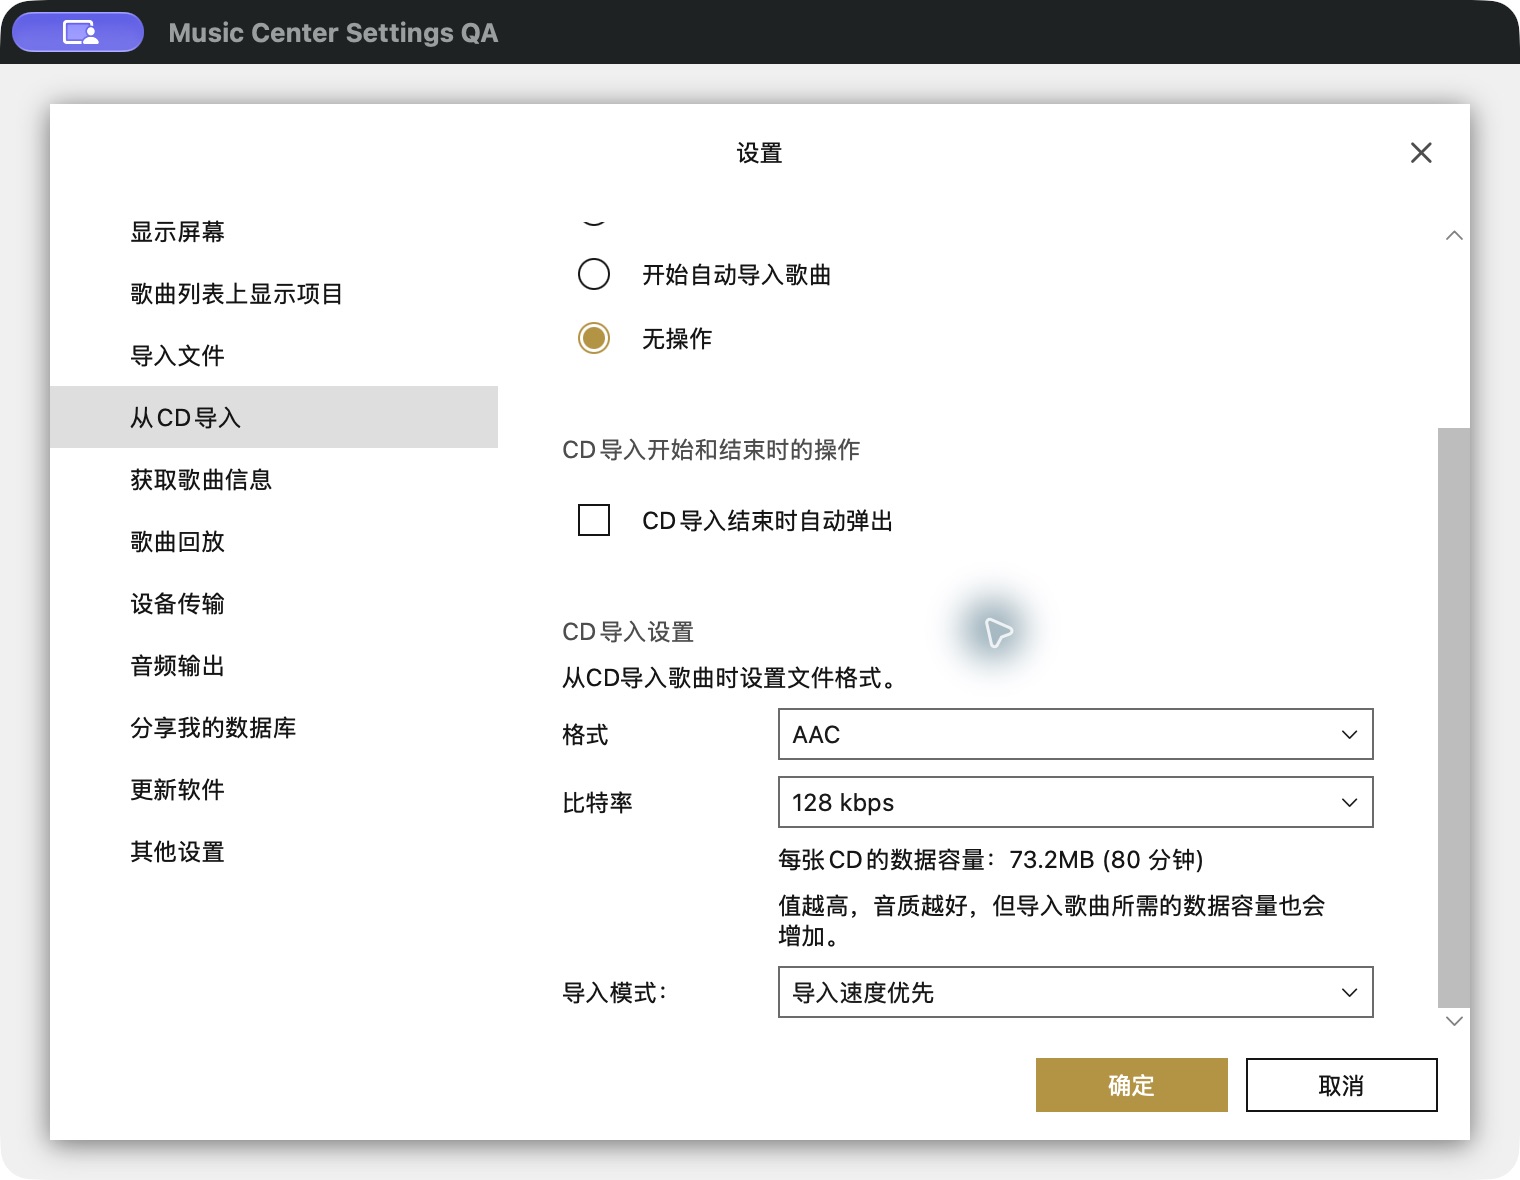 Music Center Settings QA
设置
显示屏幕
歌曲列表上显示项目
导入文件
从CD导入
获取歌曲信息
歌曲回放
设备传输
音频输出
分享我的数据库
更新软件
其他设置
开始自动导入歌曲
无操作
CD导入开始和结束时的操作
CD导入结束时自动弹出
CD导入设置
从CD导入歌曲时设置文件格式。
格式
AAC
比特率
128 kbps
每张CD的数据容量：73.2MB (80 分钟)
值越高，音质越好，但导入歌曲所需的数据容量也会
增加。
导入模式：
导入速度优先
确定
取消